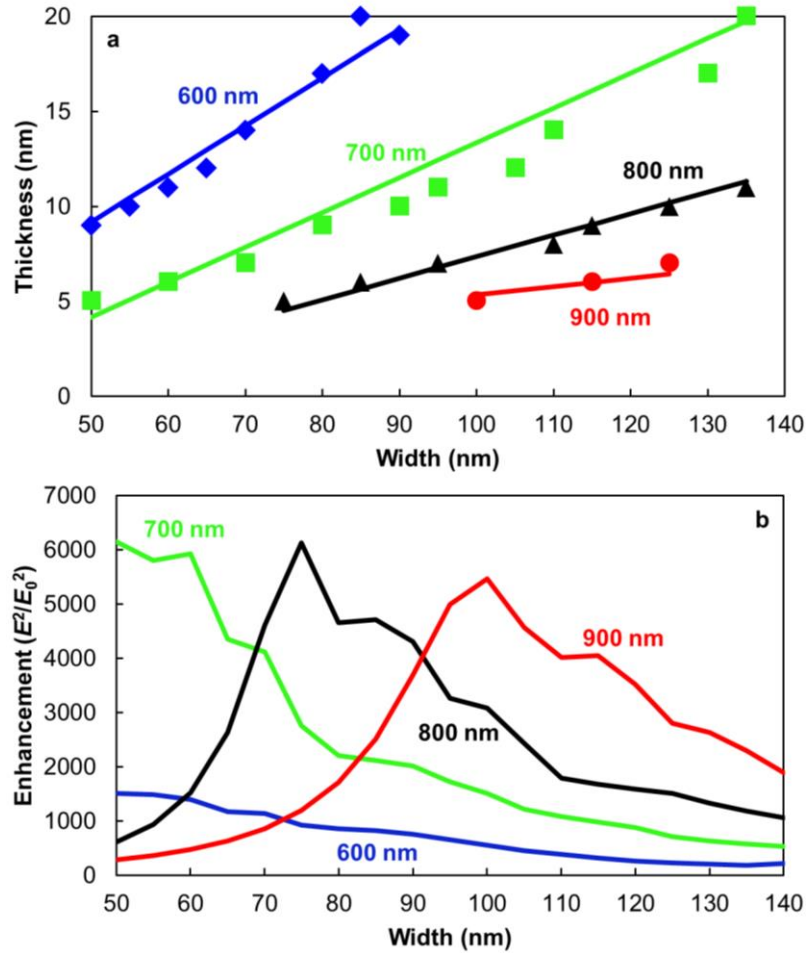 20
a
600 nm
15
700 nm
Thickness (nm)
10
800 nm
5
900 nm
0
50 60 70 80 90 100 110 120 130 140
Width (nm)
7000
700 nm
b
6000
5000
900 nm
4000
Enhancement (E²/E₀²)
3000
800 nm
2000
1000
600 nm
0
50 60 70 80 90 100 110 120 130 140
Width (nm)